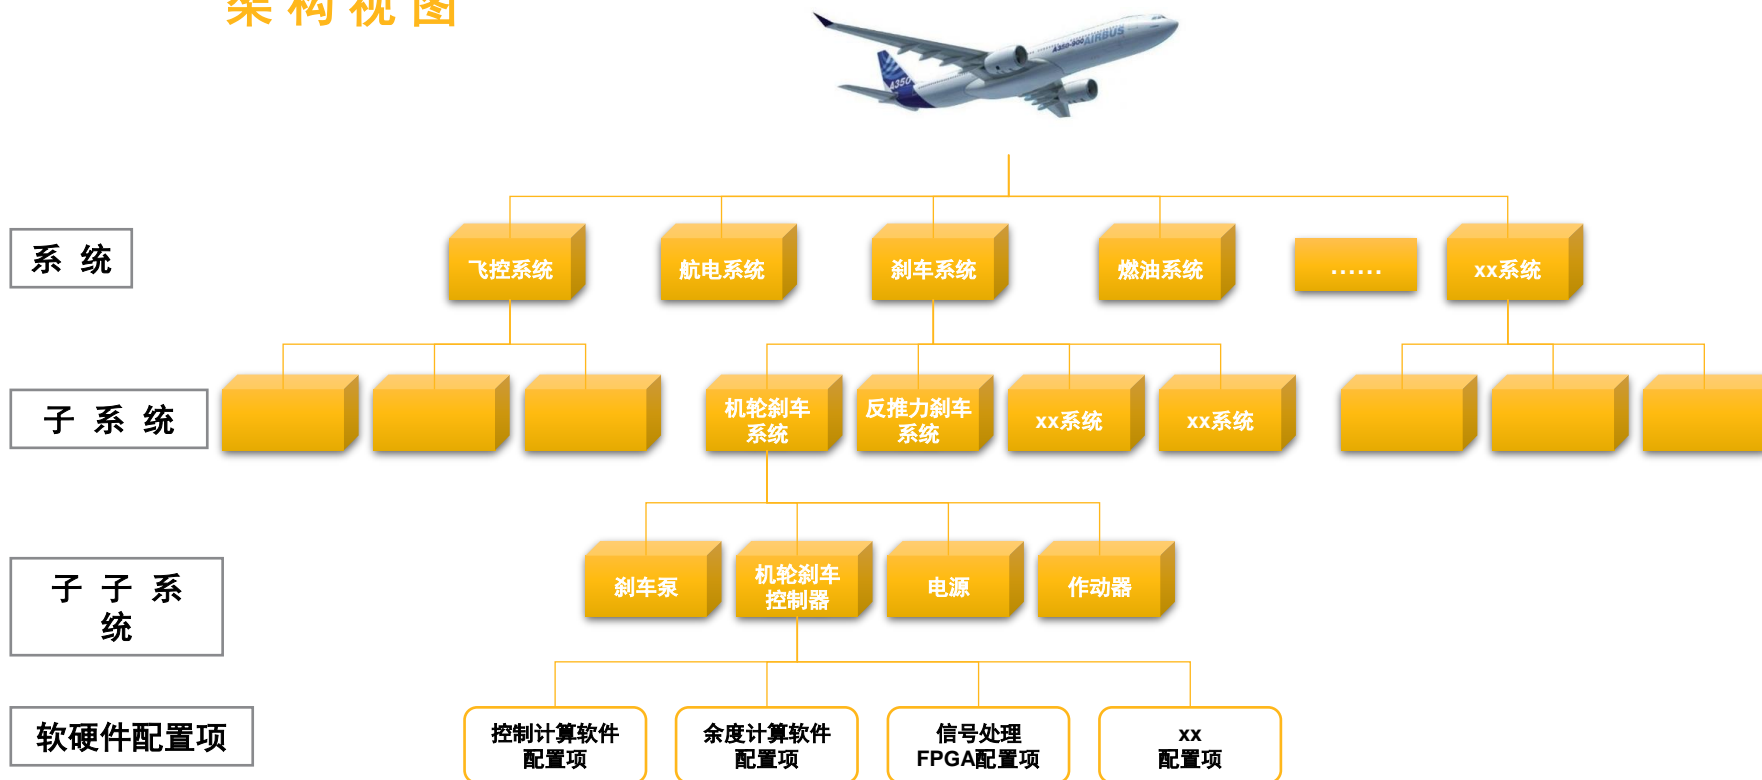 架构视图
A350-900 AIRBUS
A350
系 统
飞控系统
航电系统
刹车系统
燃油系统
......
xx系统
子 系 统
机轮刹车
系统
反推力刹车
系统
xx系统
xx系统
子 子 系
统
刹车泵
机轮刹车
控制器
电源
作动器
软硬件配置项
控制计算软件
配置项
余度计算软件
配置项
信号处理
FPGA配置项
xx
配置项